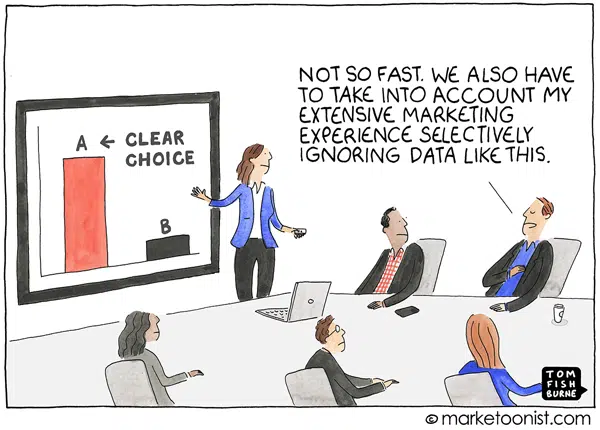 NOT SO FAST. WE ALSO HAVE
TO TAKE INTO ACCOUNT MY
EXTENSIVE MARKETING
EXPERIENCE SELECTIVELY
IGNORING DATA LIKE THIS.
A ← CLEAR
CHOICE
B
TOM
FISH
BURNE
© marketoonist.com